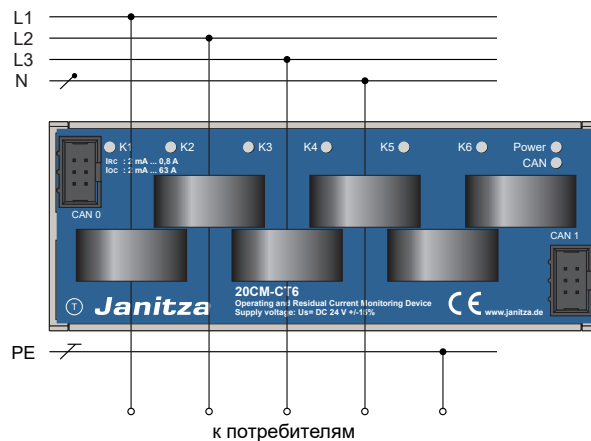 L1
L2
L3
N
K1 K2 K3 K4 K5 K6 Power
CAN
IRC : 2 mA ... 0,8 A
IOC : 2 mA ... 63 A
CAN 0
CAN 1
20CM-CT6
Operating and Residual Current Monitoring Device
Supply voltage: Us= DC 24 V +/-15%
T Janitza
CE www.janitza.de
PE
к потребителям